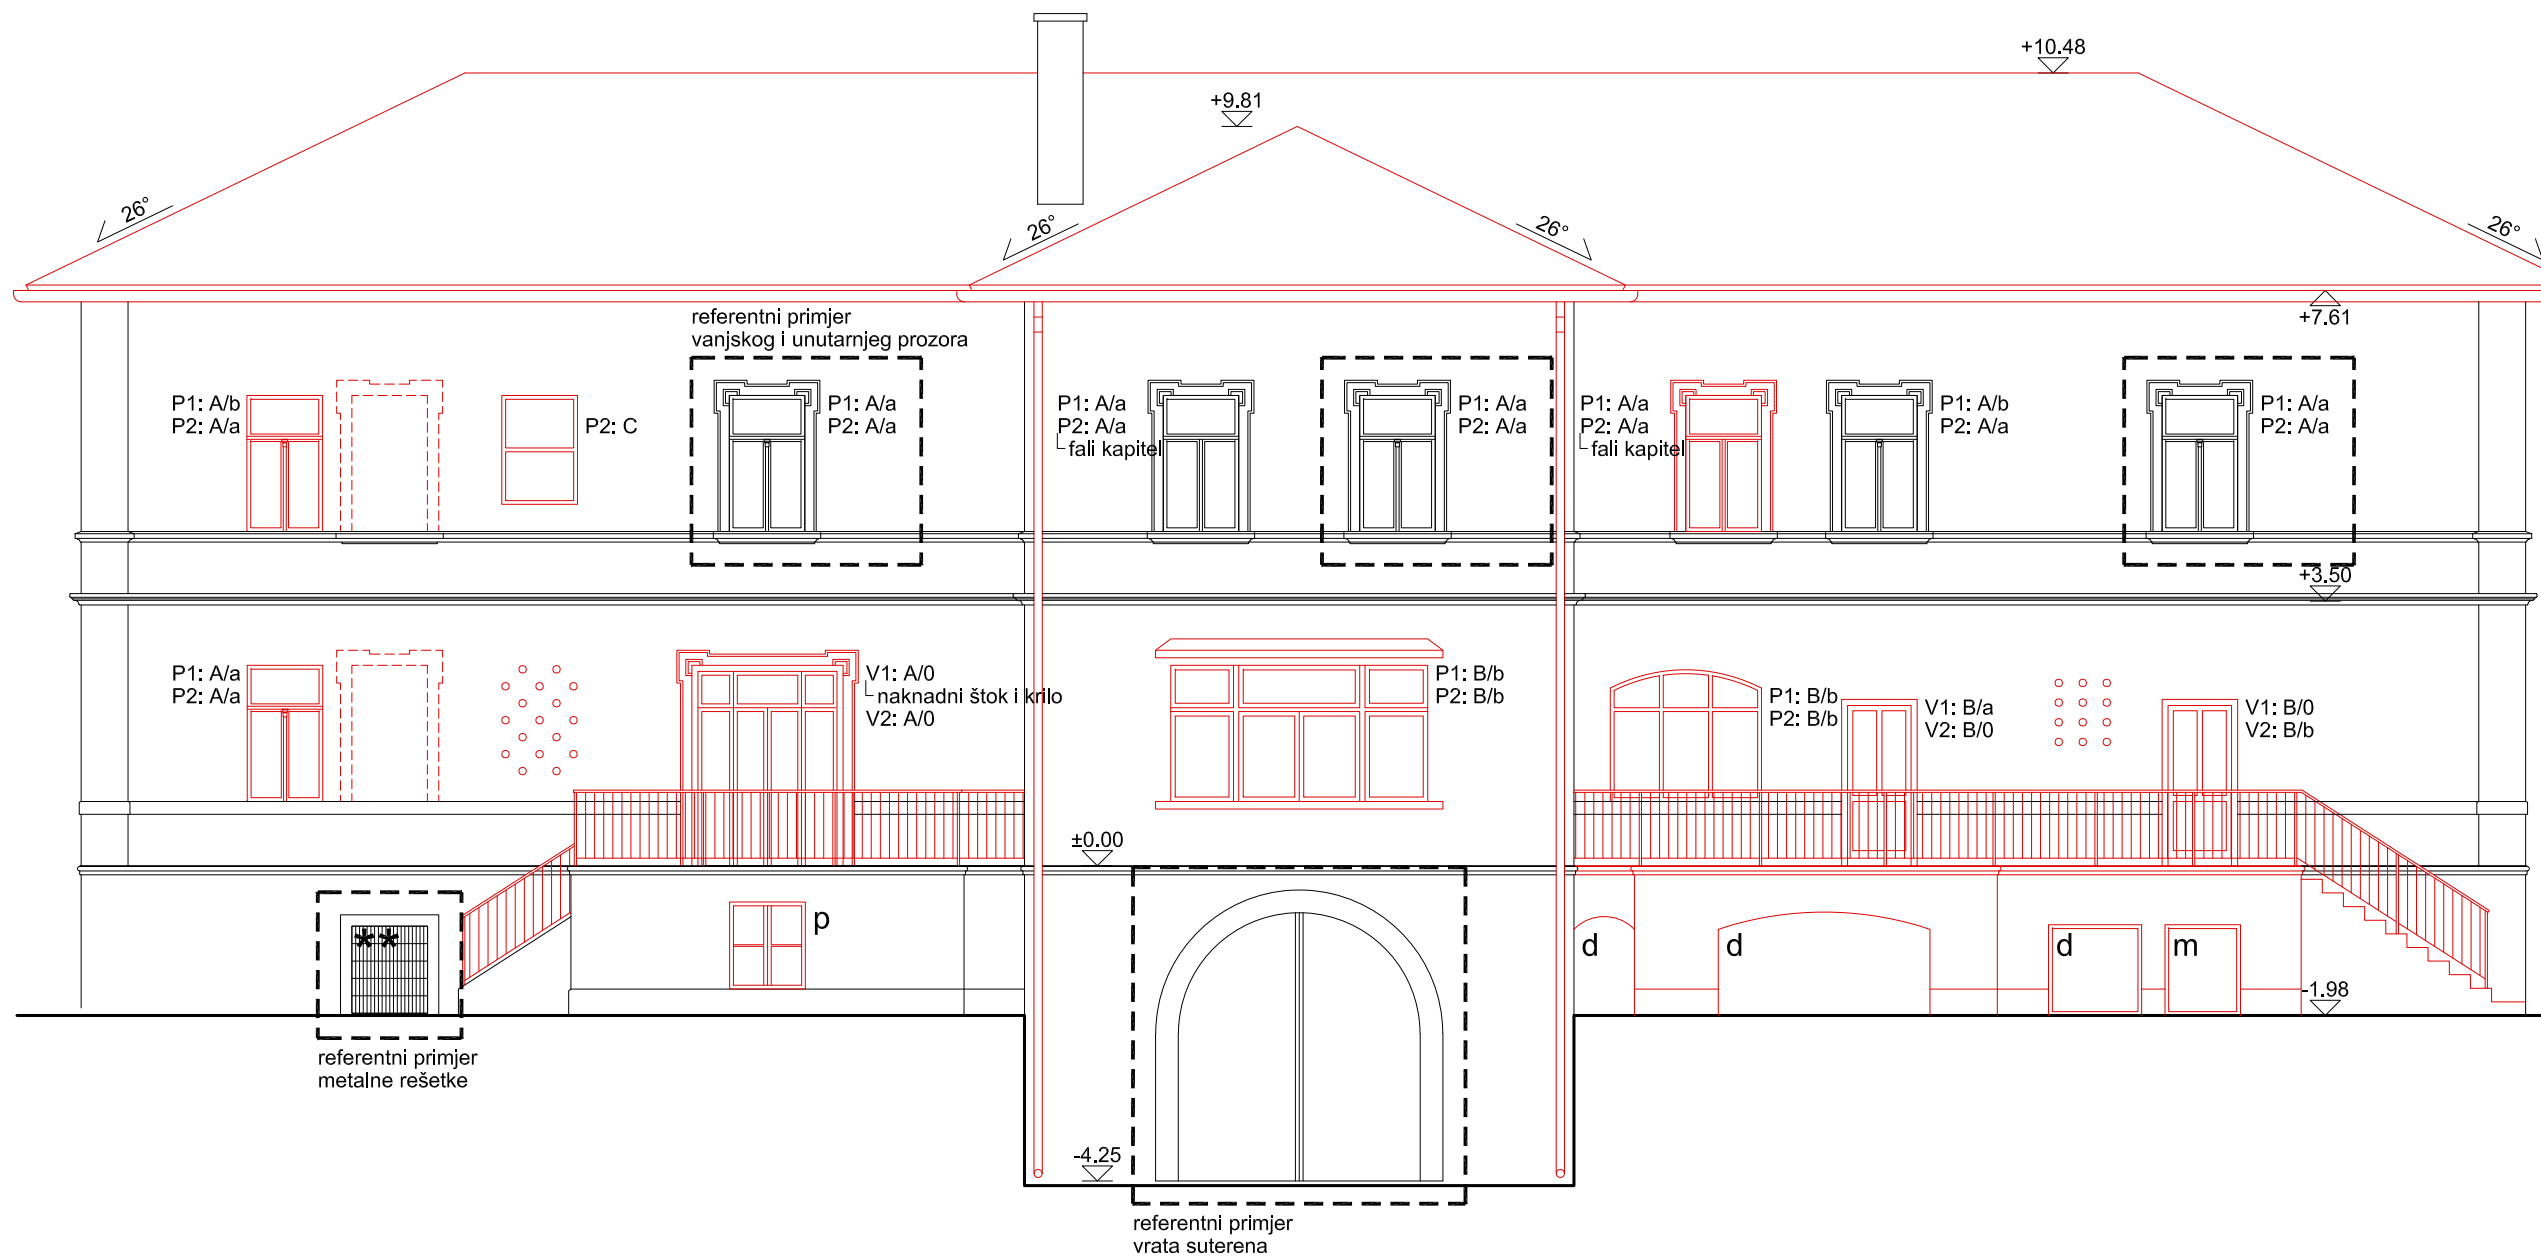 +10.48
+9.81
26°
26°
26°
26°
referentni primjer
vanjskog i unutarnjeg prozora
+7.61
P1: A/b
P2: A/a
P2: C
P1: A/a
P2: A/a
P1: A/a
P2: A/a
fali kapitel
P1: A/a
P2: A/a
P1: A/a
P2: A/a
fali kapitel
P1: A/b
P2: A/a
P1: A/a
P2: A/a
+3.50
P1: A/a
P2: A/a
V1: A/0
naknadni štok i krilo
V2: A/0
P1: B/b
P2: B/b
P1: B/b
P2: B/b
V1: B/a
V2: B/0
V1: B/0
V2: B/b
±0.00
**
p
d
d
d
m
-1.98
referentni primjer
metalne rešetke
-4.25
referentni primjer
vrata suterena